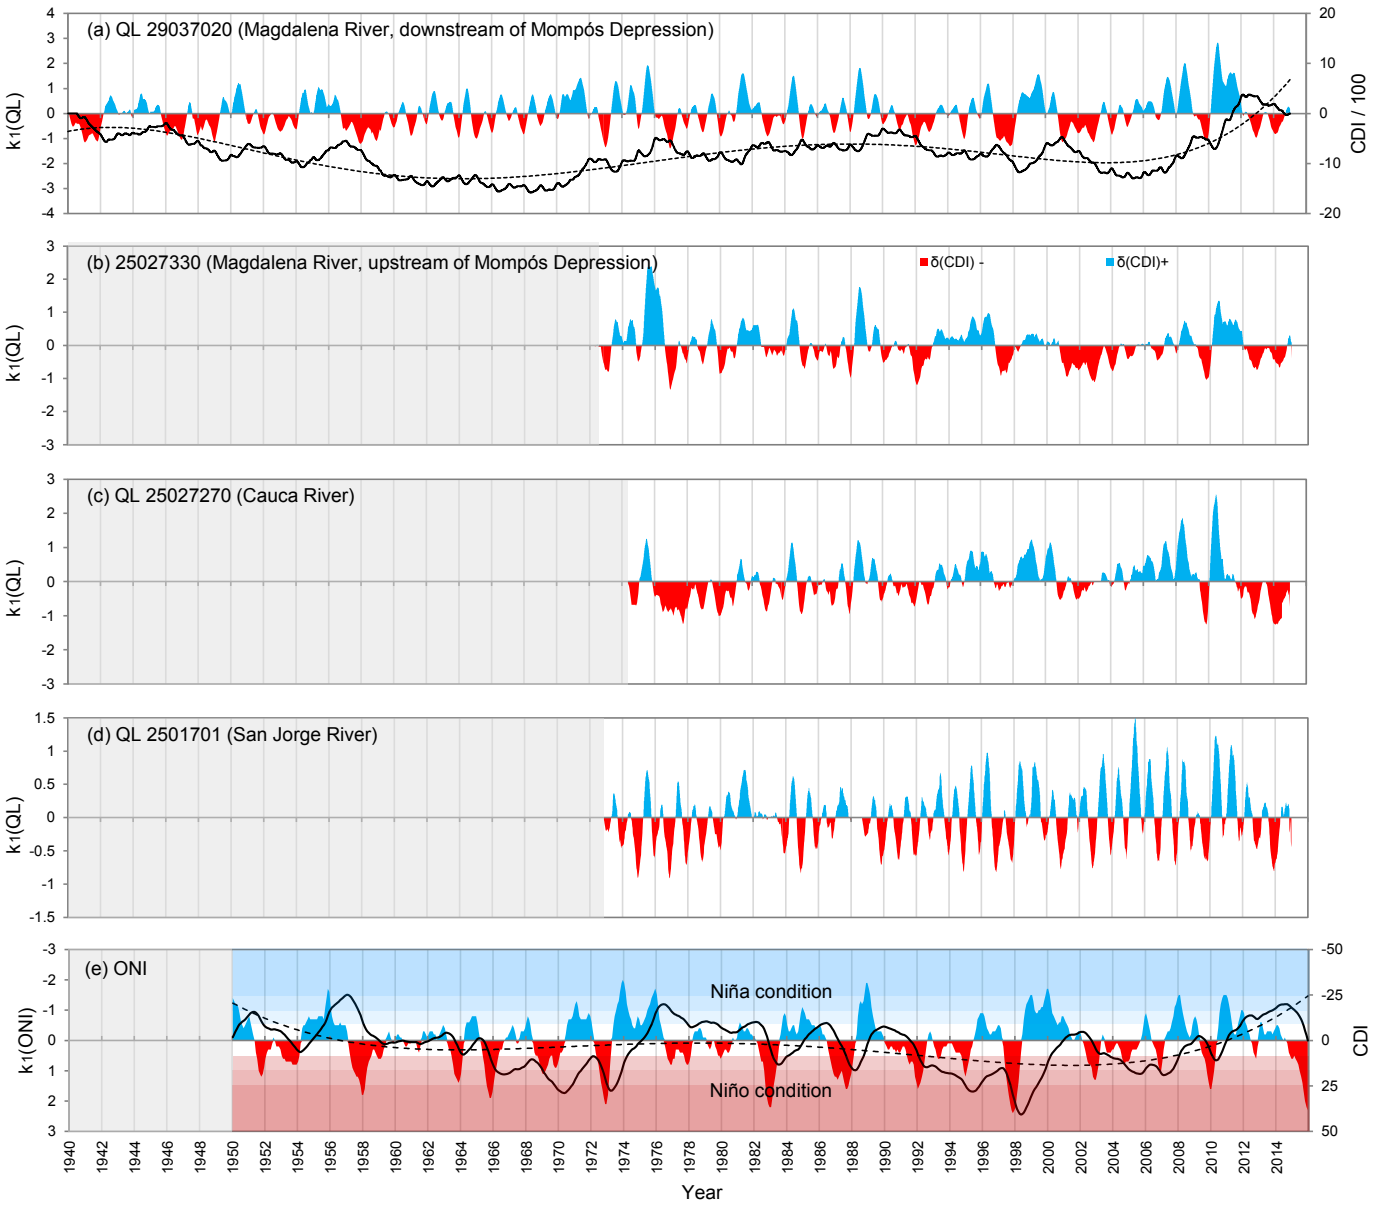 (a) QL 29037020 (Magdalena River, downstream of Mompós Depression)
k1(QL)
4
3
2
1
0
-1
-2
-3
-4
20
10
0
-10
-20
CDI / 100
(b) 25027330 (Magdalena River, upstream of Mompós Depression)
δ(CDI) -
δ(CDI)+
k1(QL)
3
2
1
0
-1
-2
-3
(c) QL 25027270 (Cauca River)
k1(QL)
3
2
1
0
-1
-2
-3
(d) QL 2501701 (San Jorge River)
k1(QL)
1.5
1
0.5
0
-0.5
-1
-1.5
(e) ONI
k1(ONI)
-3
-2
-1
0
1
2
3
Niña condition
Niño condition
-50
-25
0
25
50
CDI
1940 1942 1944 1946 1948 1950 1952 1954 1956 1958 1960 1962 1964 1966 1968 1970 1972 1974 1976 1978 1980 1982 1984 1986 1988 1990 1992 1994 1996 1998 2000 2002 2004 2006 2008 2010 2012 2014
Year